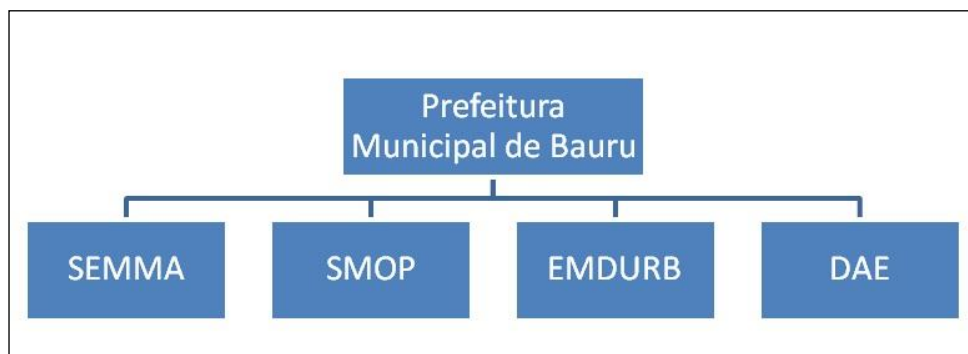 Prefeitura
Municipal de Bauru
SEMMA
SMOP
EMDURB
DAE